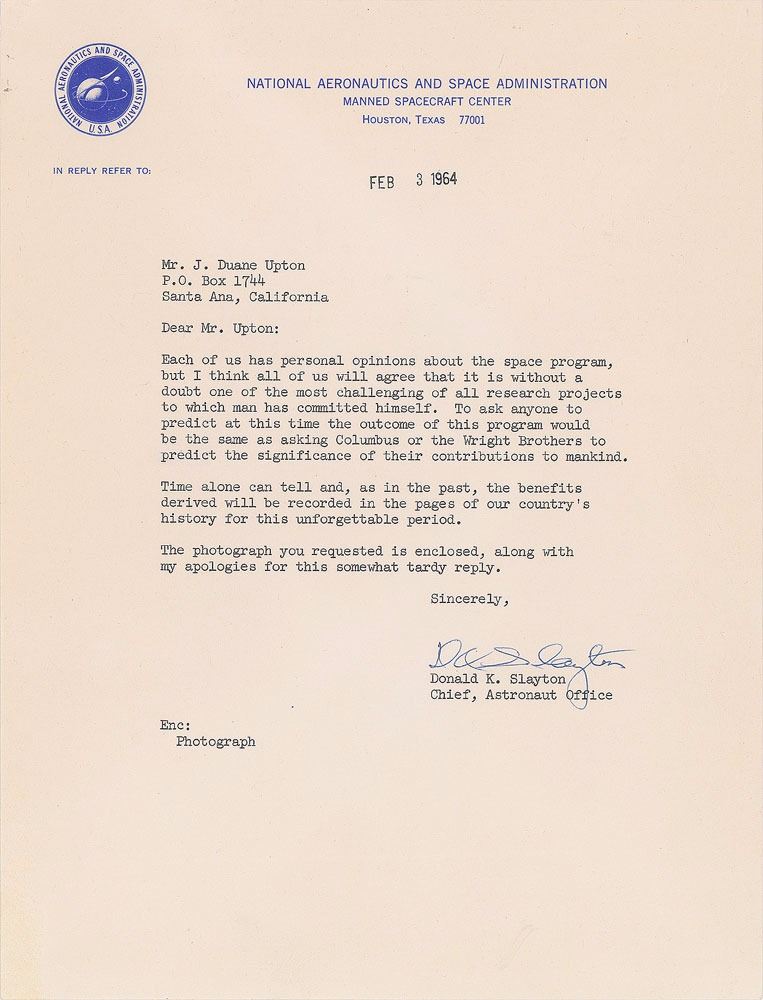 NATIONAL AERONAUTICS AND SPACE ADMINISTRATION
U.S.A.
NATIONAL AERONAUTICS AND SPACE ADMINISTRATION
MANNED SPACECRAFT CENTER
HOUSTON, TEXAS 77001
IN REPLY REFER TO:
FEB 3 1964
Mr. J. Duane Upton
P.O. Box 1744
Santa Ana, California
Dear Mr. Upton:
Each of us has personal opinions about the space program,
but I think all of us will agree that it is without a
doubt one of the most challenging of all research projects
to which man has committed himself. To ask anyone to
predict at this time the outcome of this program would
be the same as asking Columbus or the Wright Brothers to
predict the significance of their contributions to mankind.
Time alone can tell and, as in the past, the benefits
derived will be recorded in the pages of our country's
history for this unforgettable period.
The photograph you requested is enclosed, along with
my apologies for this somewhat tardy reply.
Sincerely,
DK Slayton
Donald K. Slayton
Chief, Astronaut Office
Enc:
Photograph